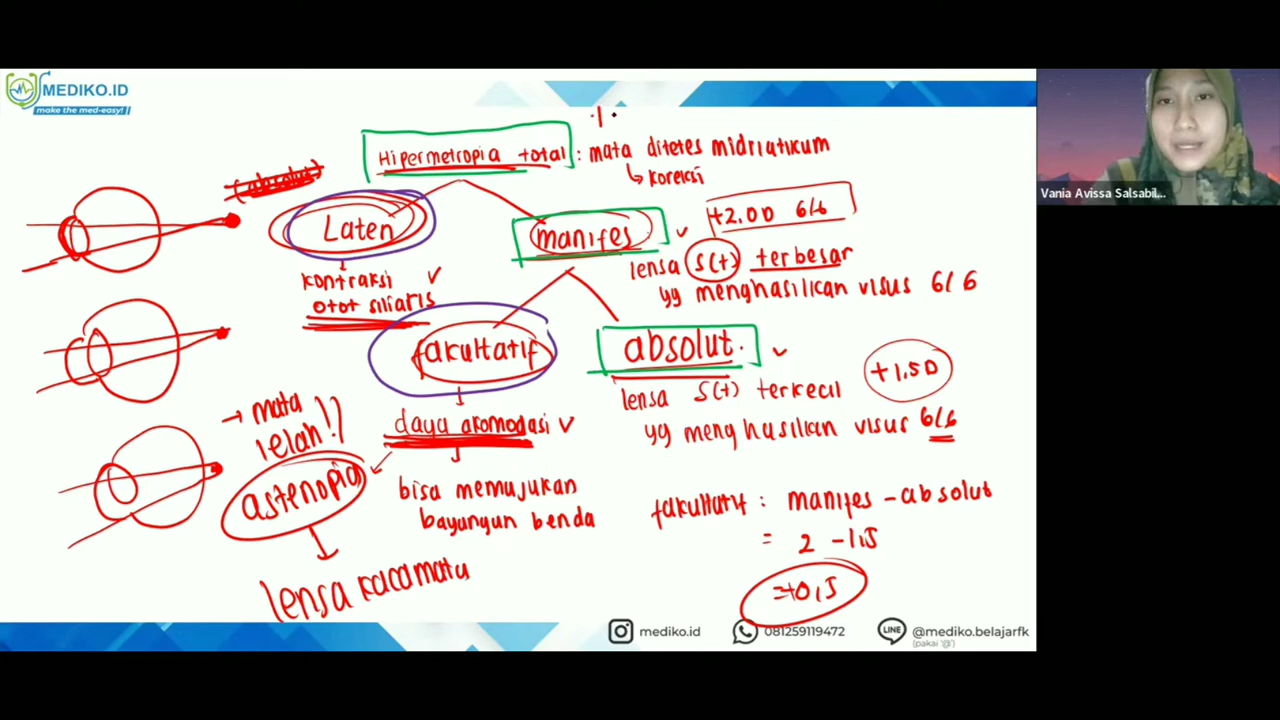 MEDIKO.ID
make the med-easy!
Hipermetropia total : mata ditetes midriatikum
koreksi
(absolut)
Laten
manifes
+2.00 6/6
kontraksi
otot siliaris
lensa S(+) terbesar
yg menghasilkan visus 6/6
fakultatif
absolut.
lensa S(+) terkecil
+1.50
yg menghasilkan visus 6/6
→ mata
lelah!!
daya akomodasi
astenopia
bisa memajukan
bayangan benda
lensa kacamata
fakultatif : manifes - absolut
= 2 - 1,5
= +0,5
mediko.id
081259119472
LINE
@mediko.belajarfk
(pakai '@')
Vania Avissa Salsabil...